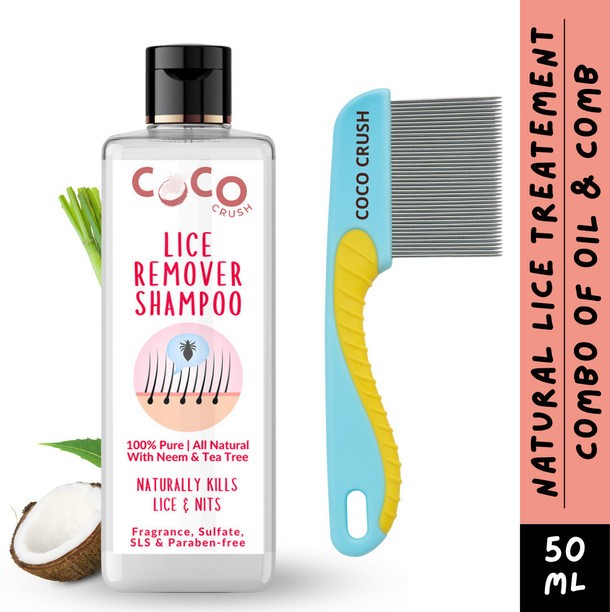 COCO
CRUSH
LICE
REMOVER
SHAMPOO
100% Pure | All Natural
With Neem & Tea Tree
NATURALLY KILLS
LICE & NITS
Fragrance, Sulfate,
SLS & Paraben-free
COCO CRUSH
NATURAL LICE TREATEMENT
COMBO OF OIL & COMB
50
ML